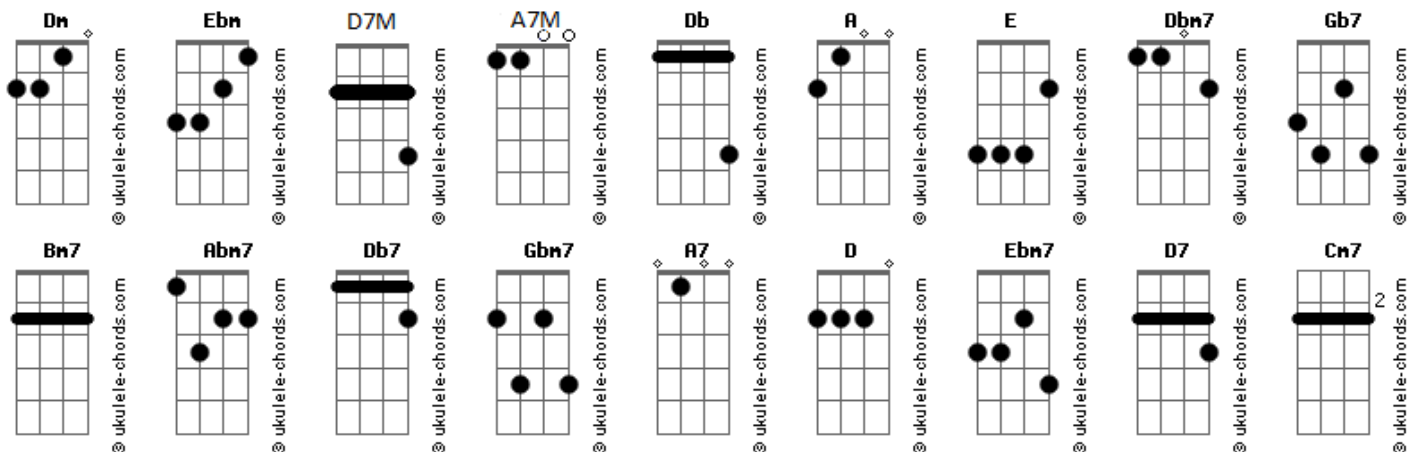 Dm Ebm D7M A7M Db A E Dbm7 Gb7
© ukulele-chords.com © ukulele-chords.com © ukulele-chords.com © ukulele-chords.com © ukulele-chords.com © ukulele-chords.com © ukulele-chords.com © ukulele-chords.com © ukulele-chords.com
Bm7 Abm7 Db7 Gbm7 A7 D Ebm7 D7 Cm7
2
© ukulele-chords.com © ukulele-chords.com © ukulele-chords.com © ukulele-chords.com © ukulele-chords.com © ukulele-chords.com © ukulele-chords.com © ukulele-chords.com © ukulele-chords.com